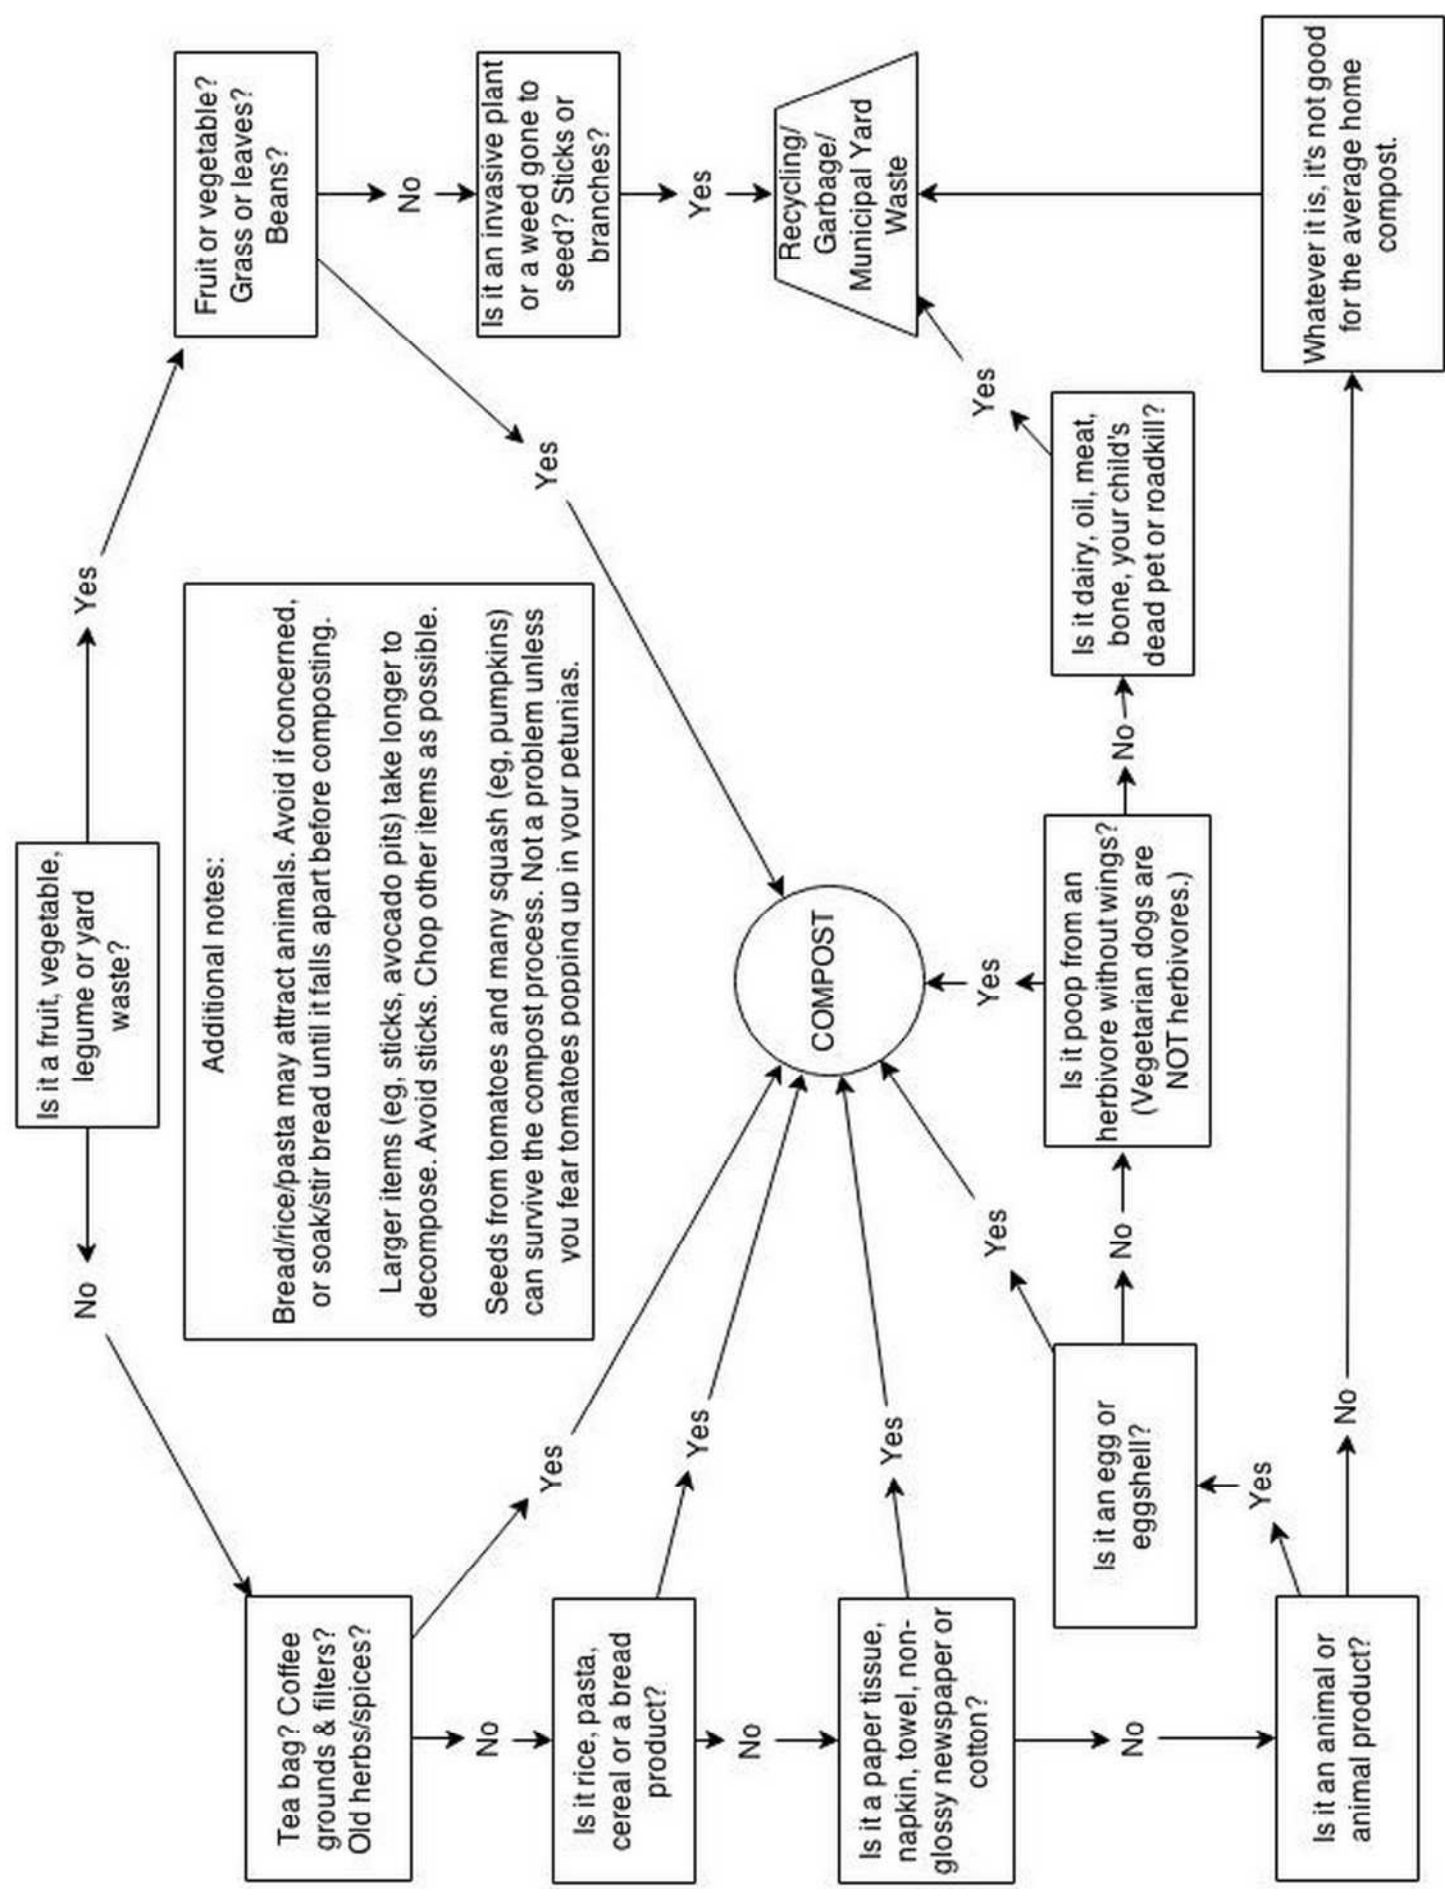 Is it a fruit, vegetable,
legume or yard
waste?
No
Yes
Fruit or vegetable?
Grass or leaves?
Beans?
Additional notes:
Bread/rice/pasta may attract animals. Avoid if concerned,
or soak/stir bread until it falls apart before composting.
Larger items (eg, sticks, avocado pits) take longer to
decompose. Avoid sticks. Chop other items as possible.
Seeds from tomatoes and many squash (eg, pumpkins)
can survive the compost process. Not a problem unless
you fear tomatoes popping up in your petunias.
Tea bag? Coffee
grounds & filters?
Old herbs/spices?
No
Yes
Yes
No
Is it an invasive plant
or a weed gone to
seed? Sticks or
branches?
Yes
Is it rice, pasta,
cereal or a bread
product?
Yes
No
COMPOST
Recycling/
Garbage/
Municipal Yard
Waste
Is it a paper tissue,
napkin, towel, non-
glossy newspaper or
cotton?
Yes
No
Yes
Yes
Yes
Is it an egg or
eggshell?
No
Is it poop from an
herbivore without wings?
(Vegetarian dogs are
NOT herbivores.)
No
Is it dairy, oil, meat,
bone, your child's
dead pet or roadkill?
Yes
Is it an animal or
animal product?
No
Whatever it is, it's not good
for the average home
compost.